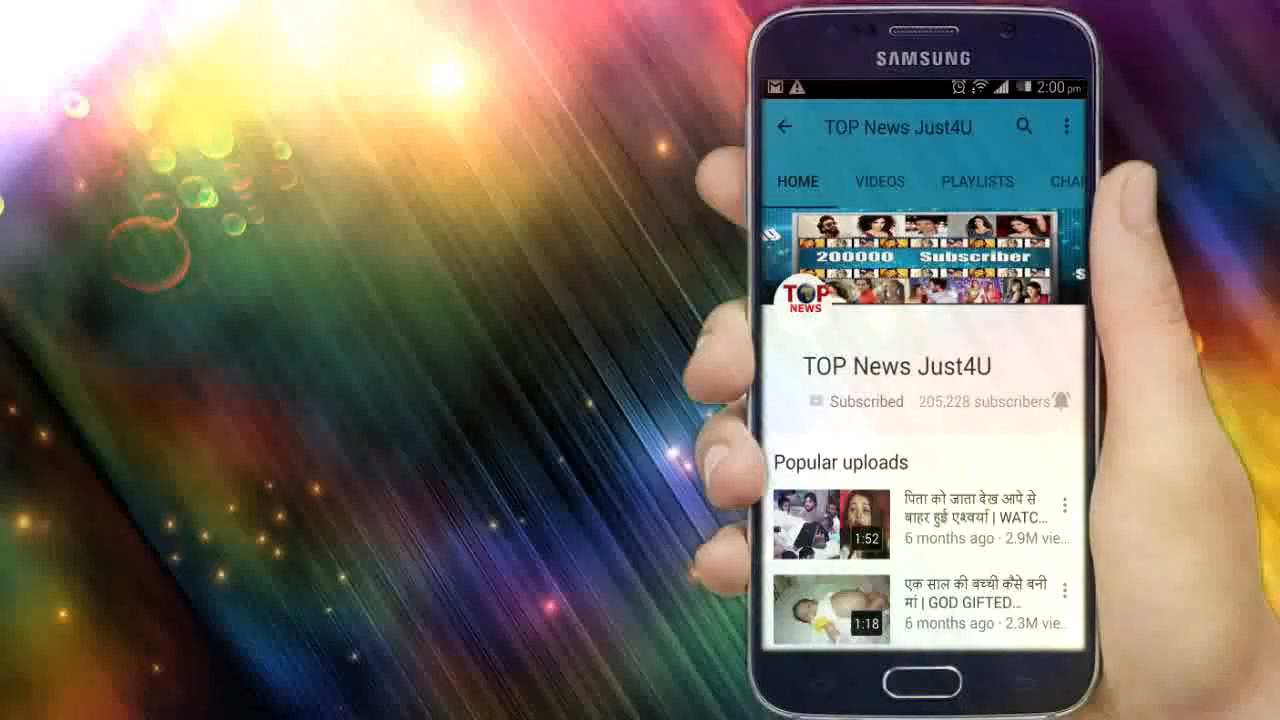 SAMSUNG
2:00 pm
TOP News Just4U
HOME VIDEOS PLAYLISTS CHA
200000 Subscriber
TOP
NEWS
TOP News Just4U
Subscribed 205,228 subscribers
Popular uploads
पिता को जाता देख आपे से
बाहर हुई एश्वर्या | WATC...
6 months ago · 2.9M vie...
1:52
एक साल की बच्ची कैसे बनी
मां | GOD GIFTED...
6 months ago · 2.3M vie...
1:18